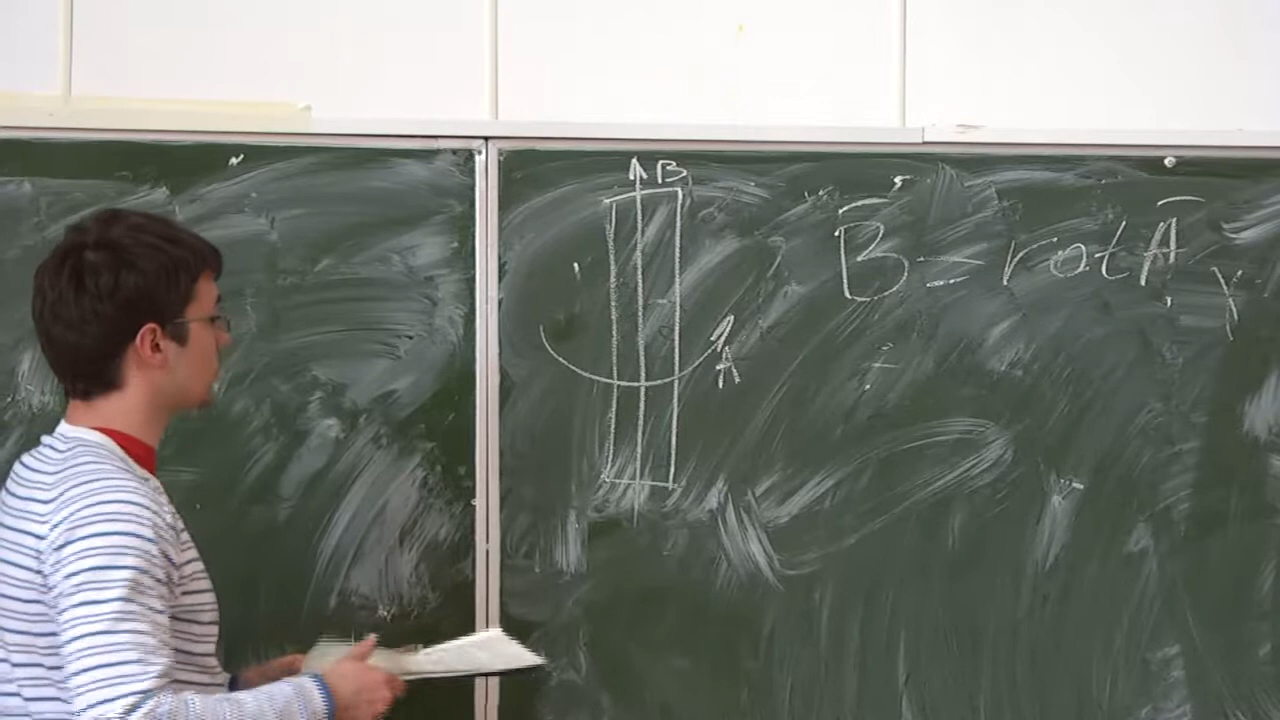 B
B̄ = rot Ā
A